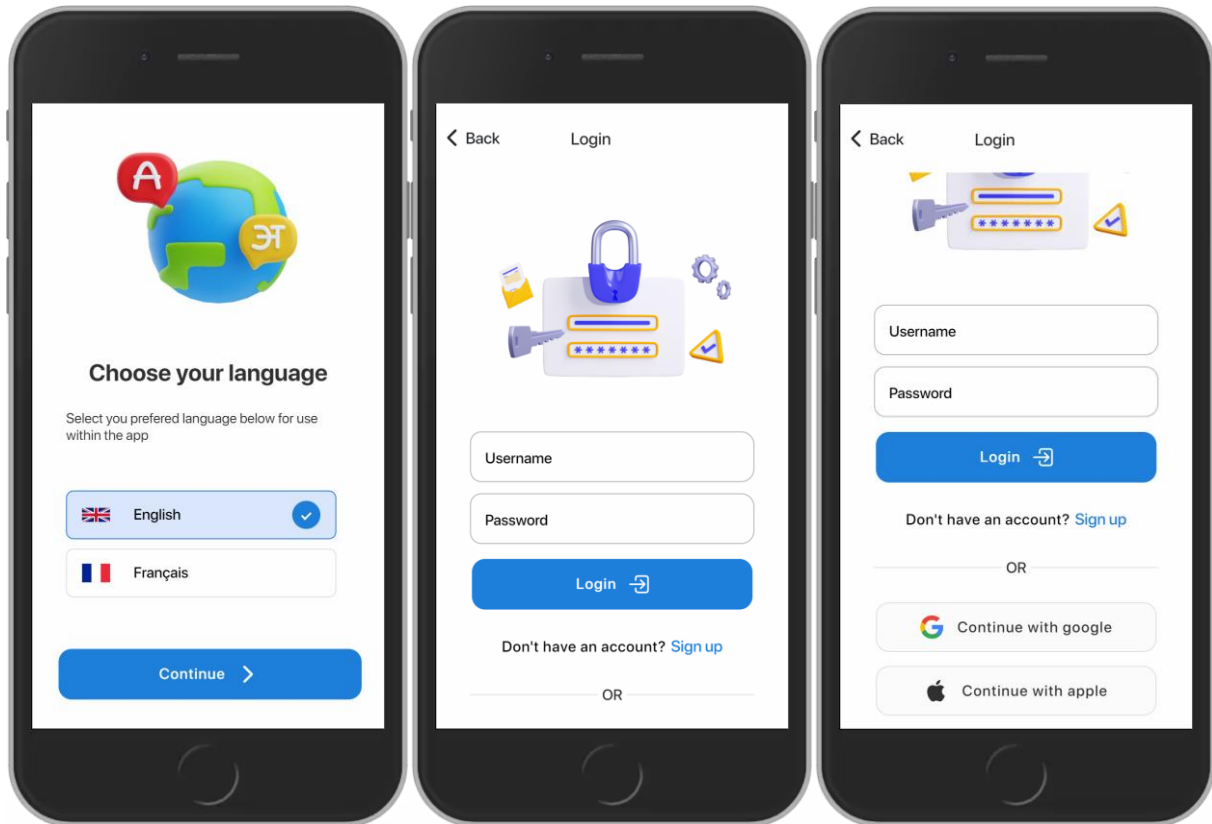 A
अ
Choose your language
Select you prefered language below for use
within the app
English
Français
Continue
Back
Login
*******
Username
Password
Login
Don't have an account? Sign up
OR
Back
Login
*******
Username
Password
Login
Don't have an account? Sign up
OR
Continue with google
Continue with apple